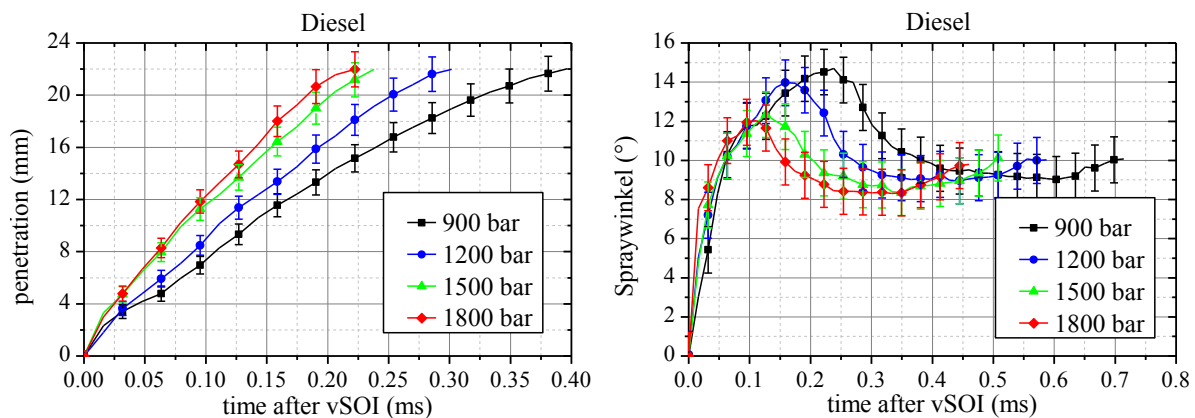 Diesel
24
20
16
12
8
4
0
penetration (mm)
900 bar
1200 bar
1500 bar
1800 bar
0.00 0.05 0.10 0.15 0.20 0.25 0.30 0.35 0.40
time after vSOI (ms)
Diesel
16
14
12
10
8
6
4
2
0
Spraywinkel (°)
900 bar
1200 bar
1500 bar
1800 bar
0.0 0.1 0.2 0.3 0.4 0.5 0.6 0.7 0.8
time after vSOI (ms)